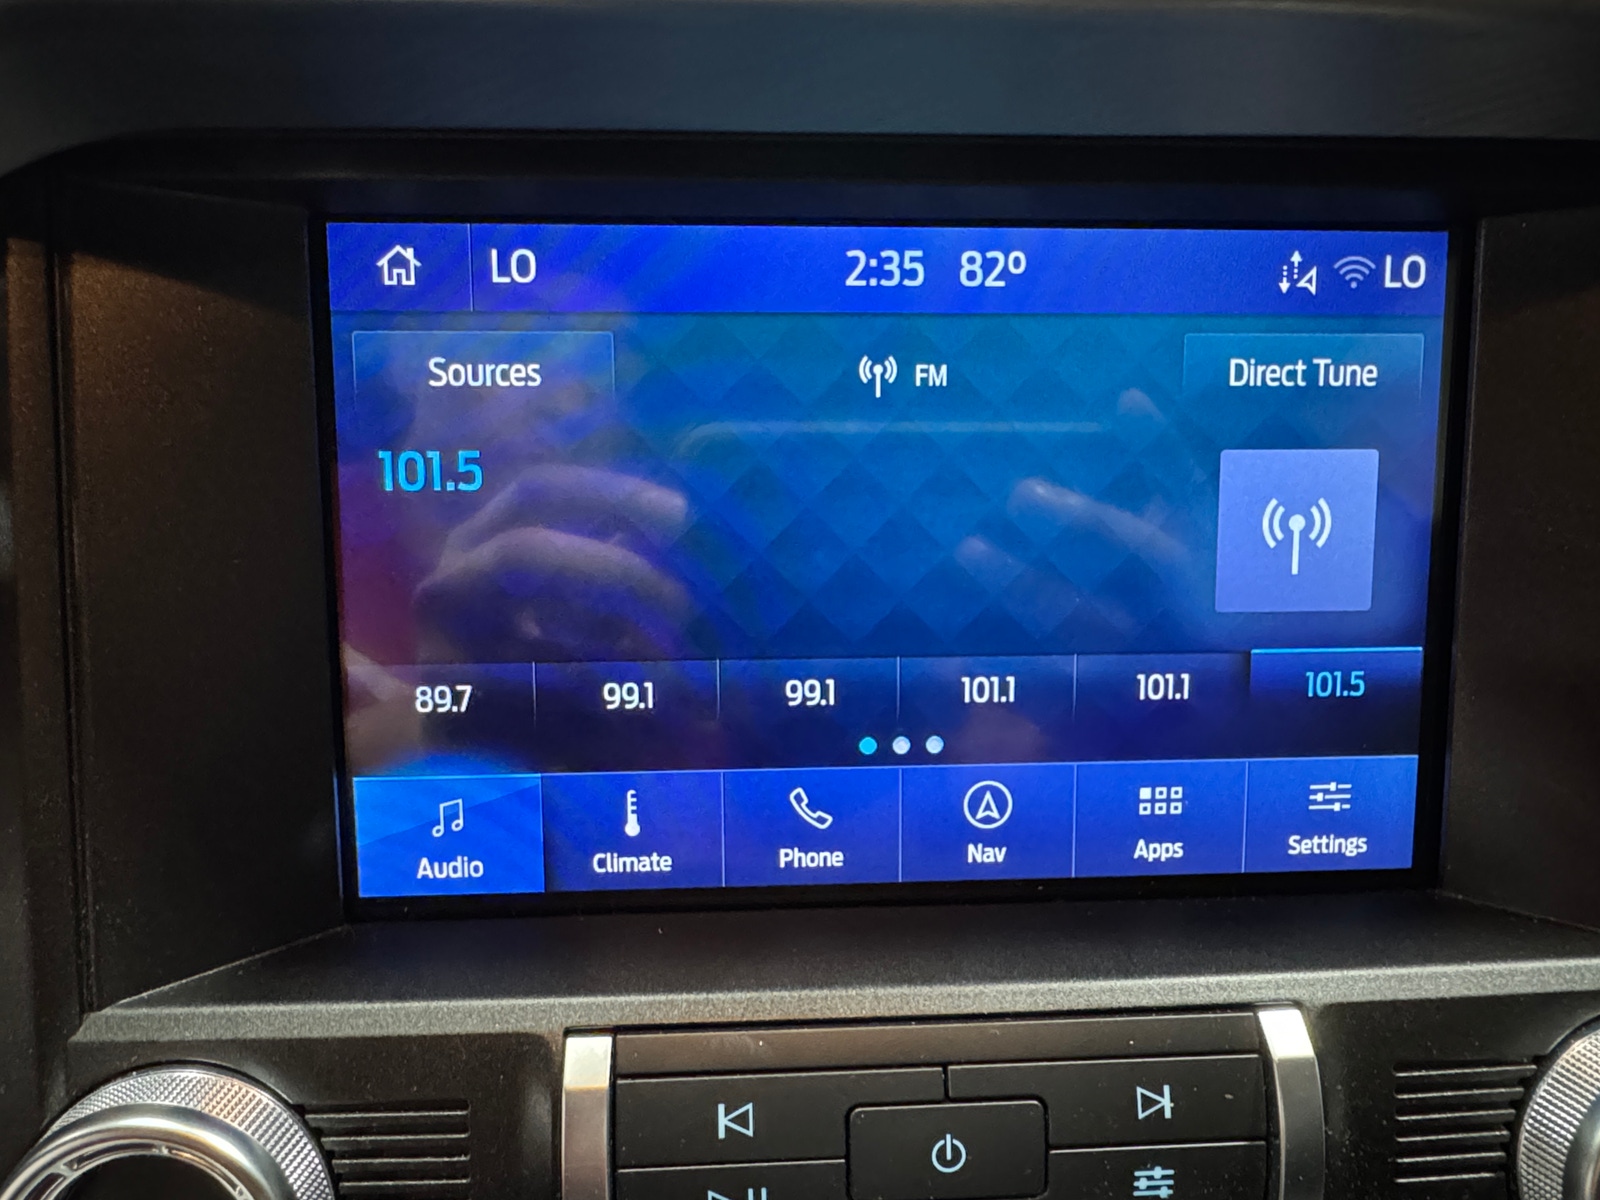 LO 2:35 82° LO
Sources FM Direct Tune
101.5
89.7 99.1 99.1 101.1 101.1 101.5
Audio Climate Phone Nav Apps Settings